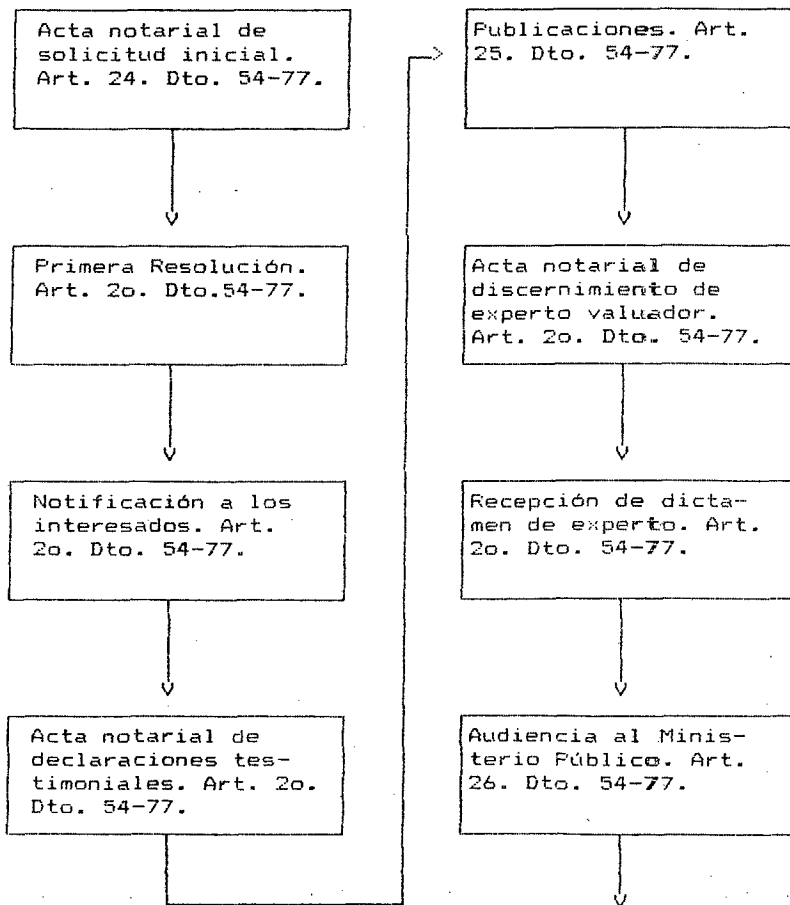 Acta notarial de
solicitud inicial.
Art. 24. Dto. 54-77.
Primera Resolución.
Art. 2o. Dto.54-77.
Notificación a los
interesados. Art.
2o. Dto. 54-77.
Acta notarial de
declaraciones tes-
timoniales. Art. 2o.
Dto. 54-77.
Publicaciones. Art.
25. Dto. 54-77.
Acta notarial de
discernimiento de
experto valuador.
Art. 2o. Dto. 54-77.
Recepción de dicta-
men de experto. Art.
2o. Dto. 54-77.
Audiencia al Minis-
terio Público. Art.
26. Dto. 54-77.